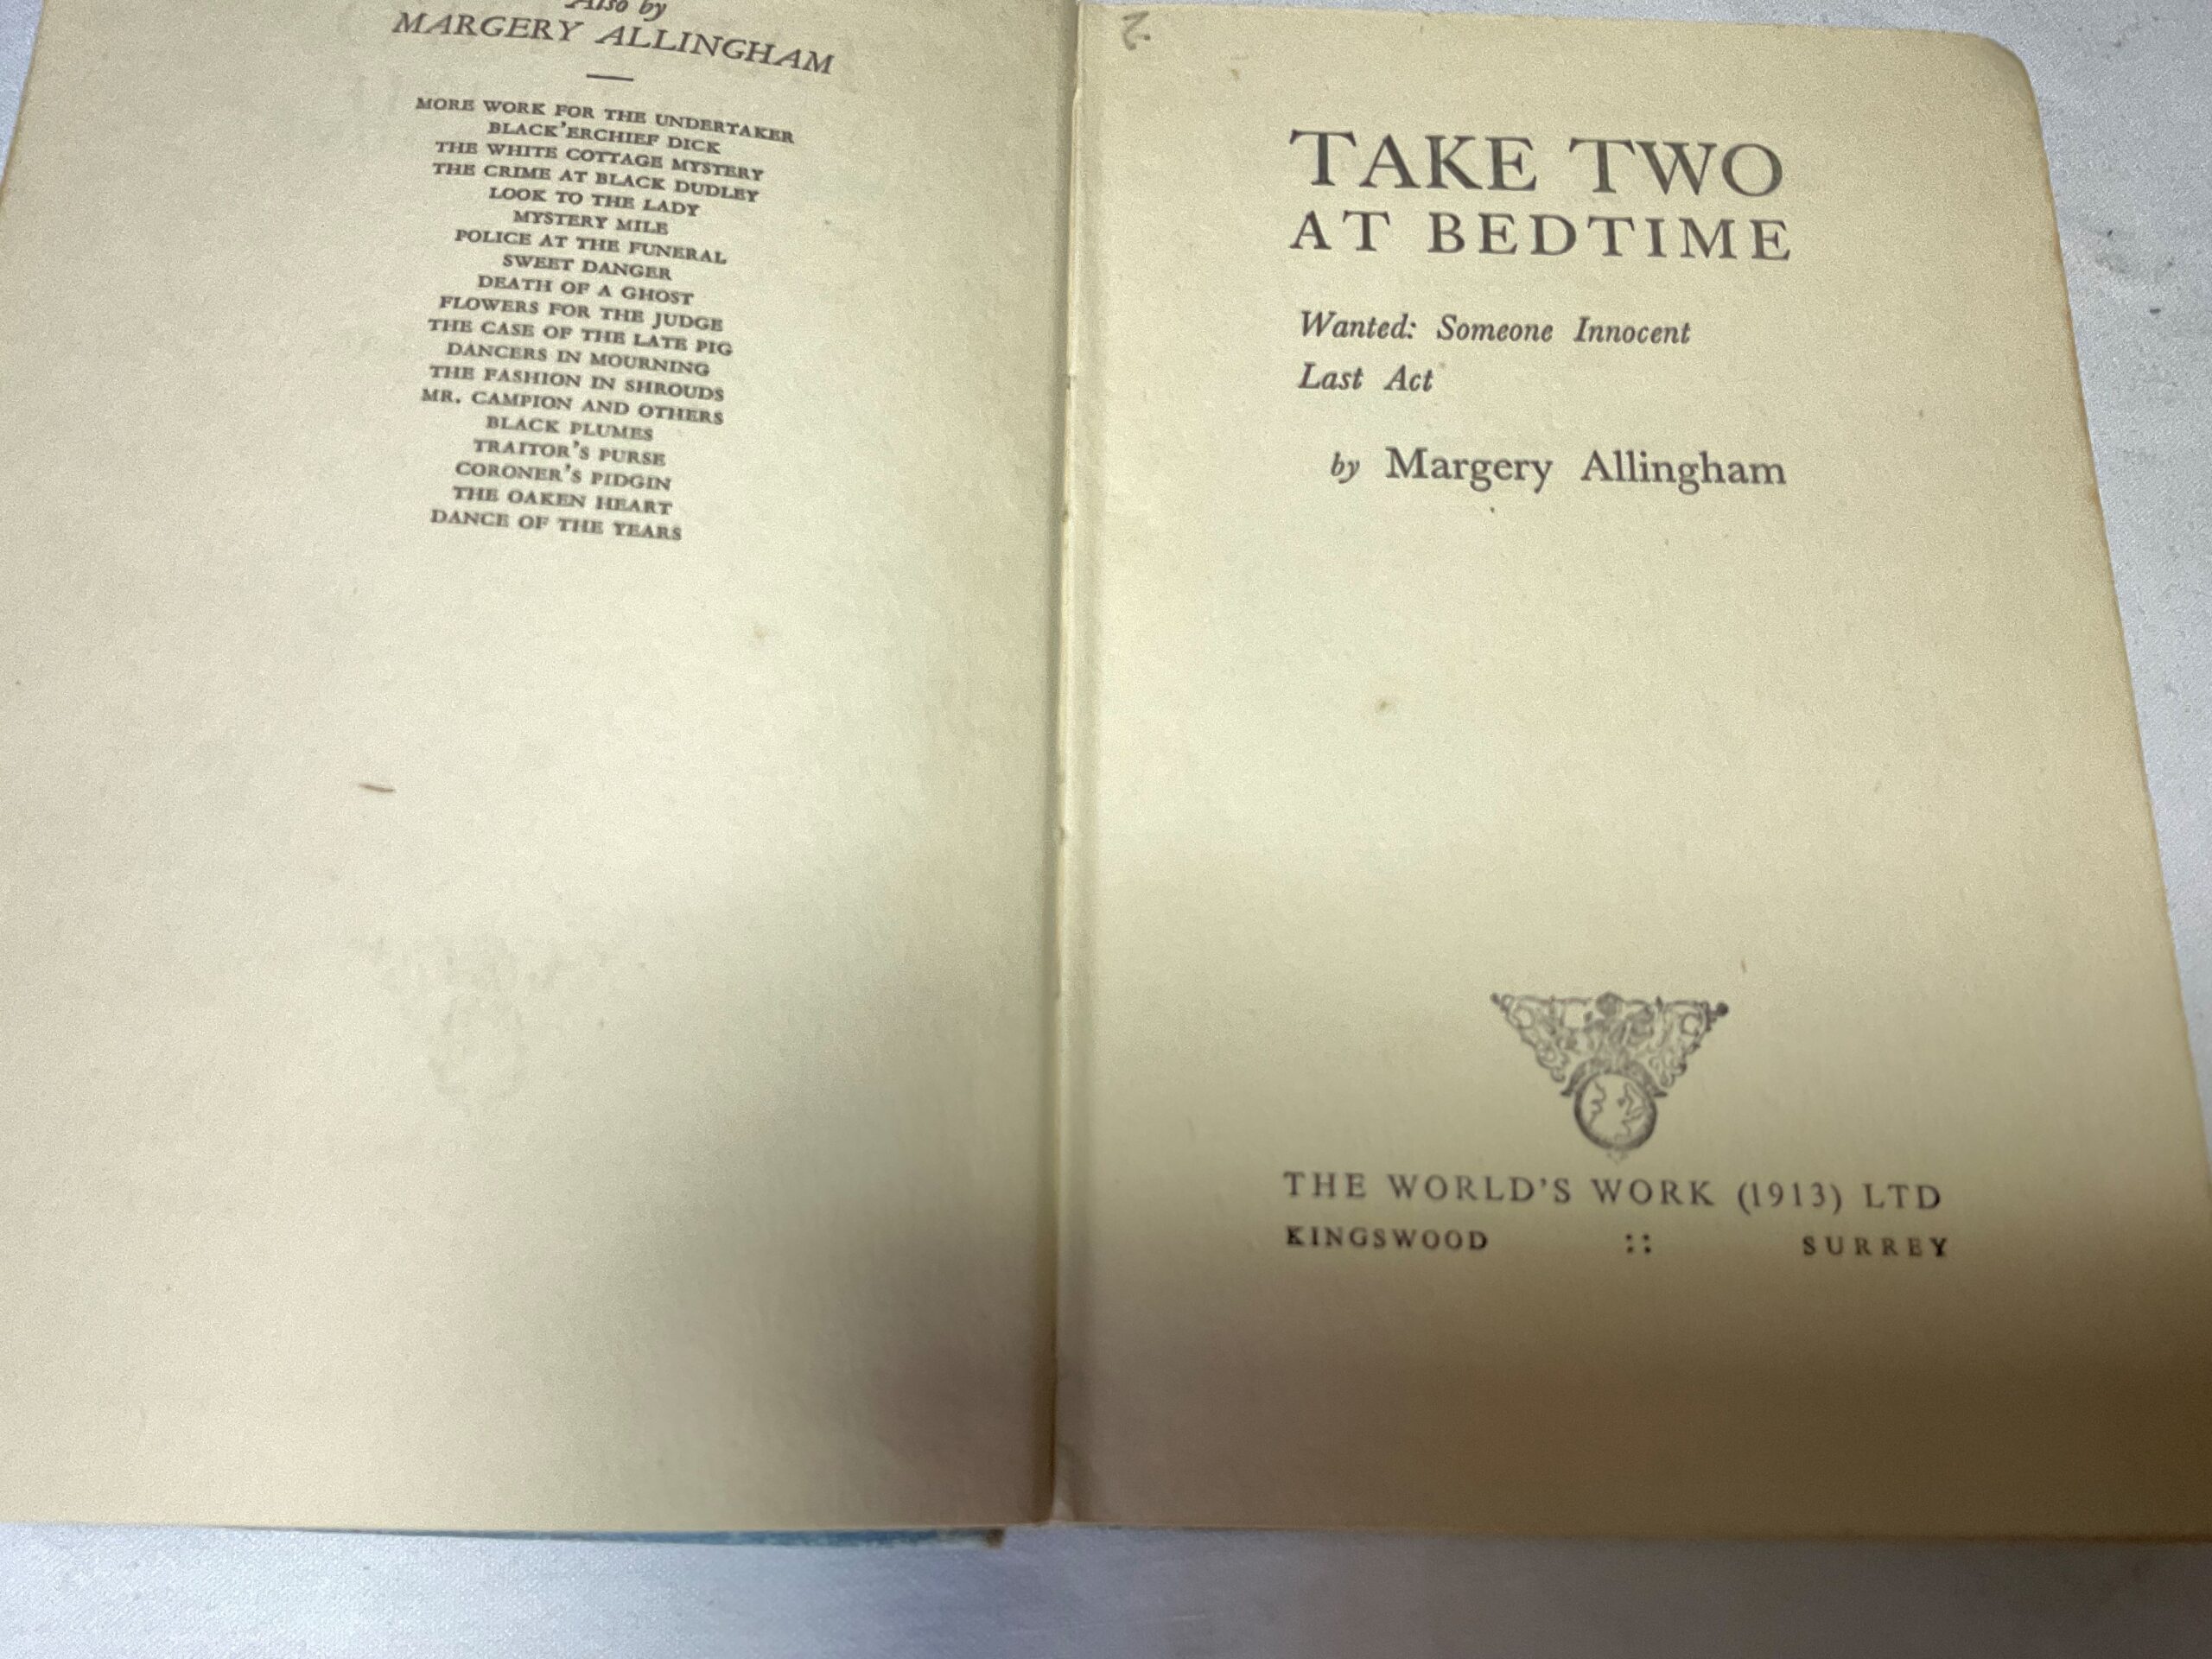 Also by
MARGERY ALLINGHAM
MORE WORK FOR THE UNDERTAKER
BLACK'ERCHIEF DICK
THE WHITE COTTAGE MYSTERY
THE CRIME AT BLACK DUDLEY
LOOK TO THE LADY
MYSTERY MILE
POLICE AT THE FUNERAL
SWEET DANGER
DEATH OF A GHOST
FLOWERS FOR THE JUDGE
THE CASE OF THE LATE PIG
DANCERS IN MOURNING
THE FASHION IN SHROUDS
MR. CAMPION AND OTHERS
BLACK PLUMES
TRAITOR'S PURSE
CORONER'S PIDGIN
THE OAKEN HEART
DANCE OF THE YEARS
TAKE TWO
AT BEDTIME
Wanted: Someone Innocent
Last Act
by Margery Allingham
THE WORLD'S WORK (1913) LTD
KINGSWOOD :: SURREY